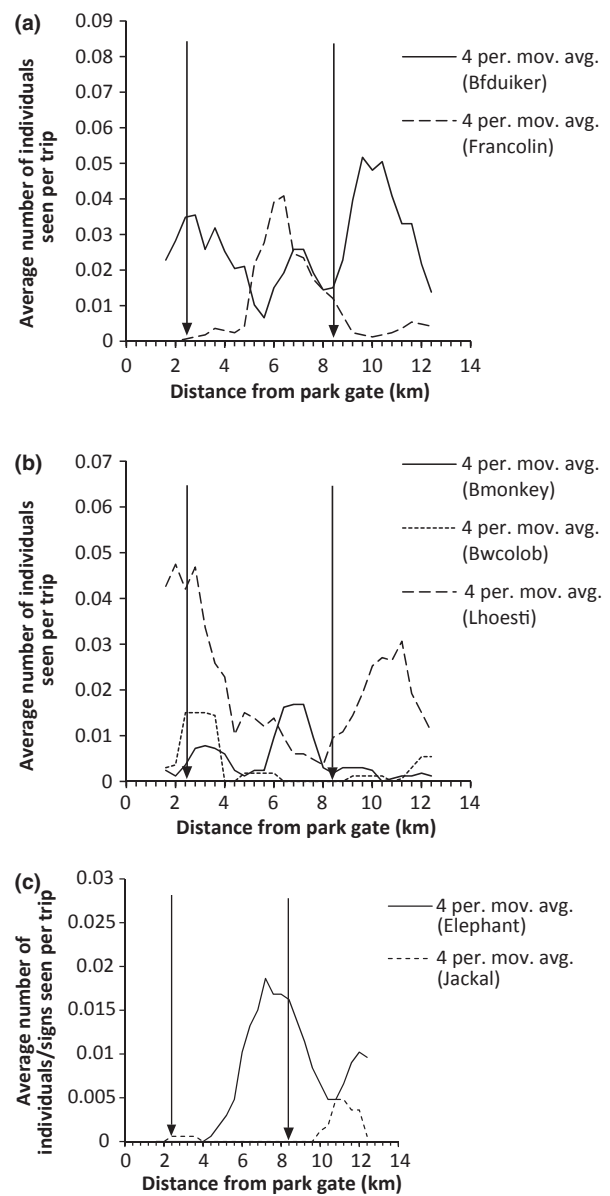 (a)
0.09
0.08
0.07
0.06
0.05
0.04
0.03
0.02
0.01
0
Average number of individuals
seen per trip
0 2 4 6 8 10 12 14
Distance from park gate (km)
4 per. mov. avg.
(Bfduiker)
4 per. mov. avg.
(Francolin)
(b)
0.07
0.06
0.05
0.04
0.03
0.02
0.01
0
Average number of individuals
seen per trip
0 2 4 6 8 10 12 14
Distance from park gate (km)
4 per. mov. avg.
(Bmonkey)
4 per. mov. avg.
(Bwcolob)
4 per. mov. avg.
(Lhoesti)
(c)
0.03
0.025
0.02
0.015
0.01
0.005
0
Average number of
individuals/signs seen per trip
0 2 4 6 8 10 12 14
Distance from park gate (km)
4 per. mov. avg.
(Elephant)
4 per. mov. avg.
(Jackal)